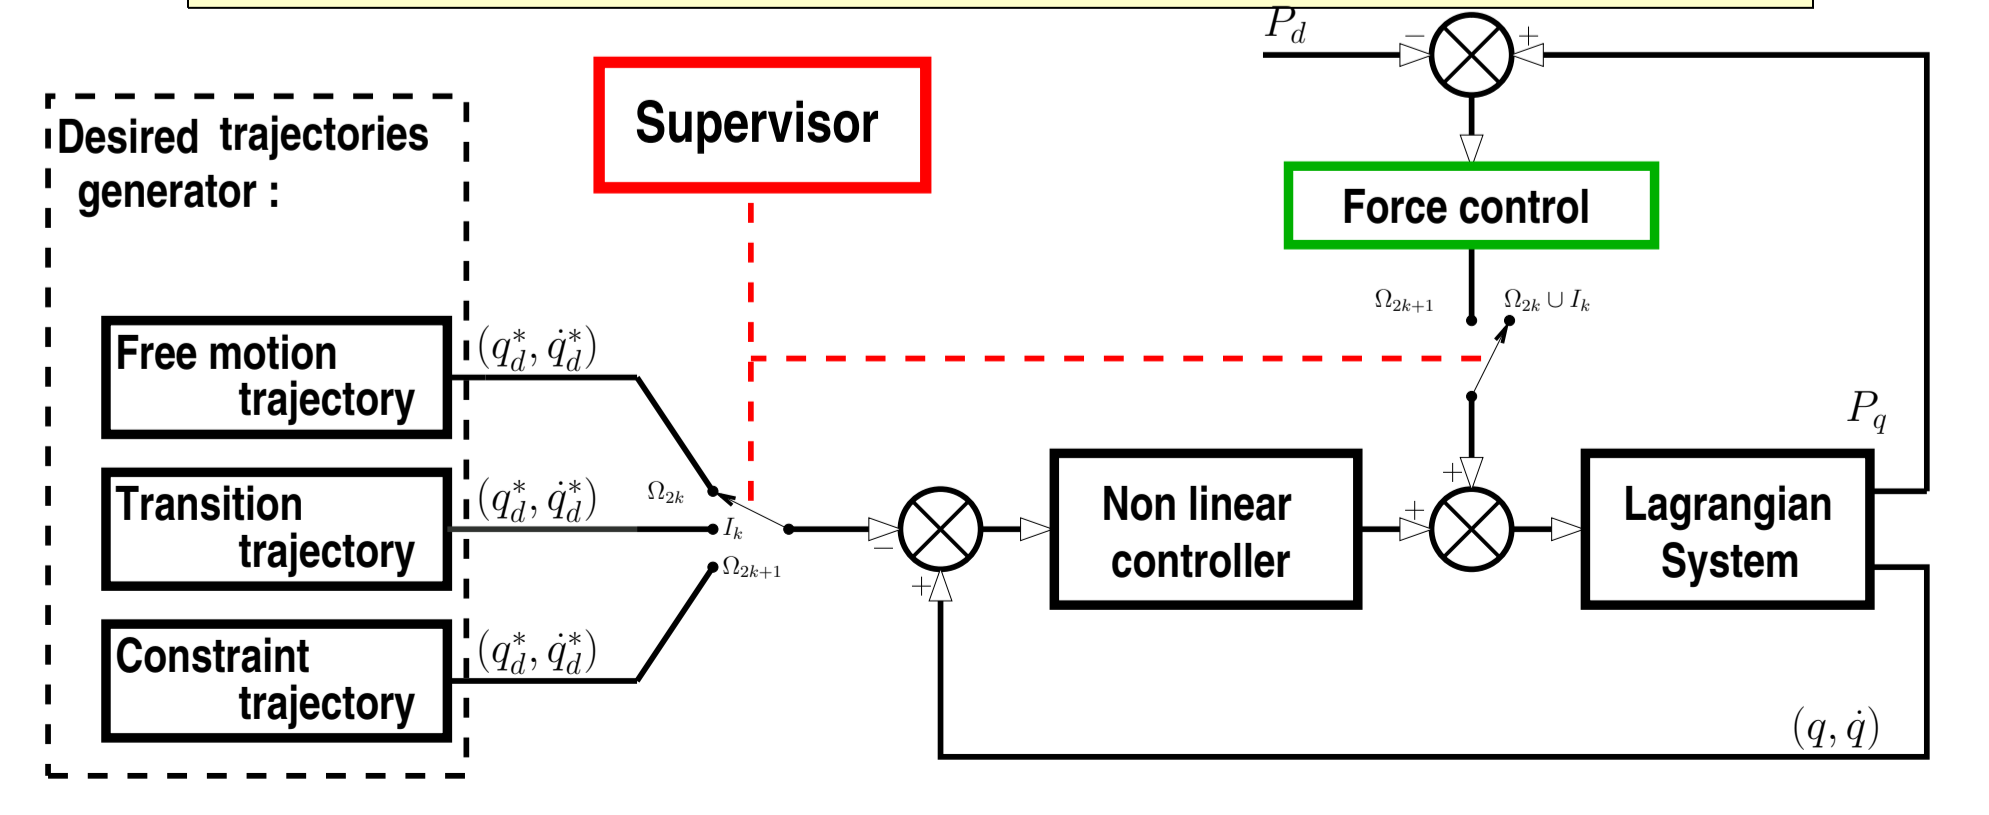 P_d
−
+
Supervisor
Desired trajectories
generator :
Force control
Ω_{2k+1}
Ω_{2k} ∪ I_k
Free motion
trajectory
(q_d^*, q̇_d^*)
P_q
Transition
trajectory
(q_d^*, q̇_d^*)
Ω_{2k}
I_k
Ω_{2k+1}
−
+
Non linear
controller
+
+
Lagrangian
System
Constraint
trajectory
(q_d^*, q̇_d^*)
(q, q̇)